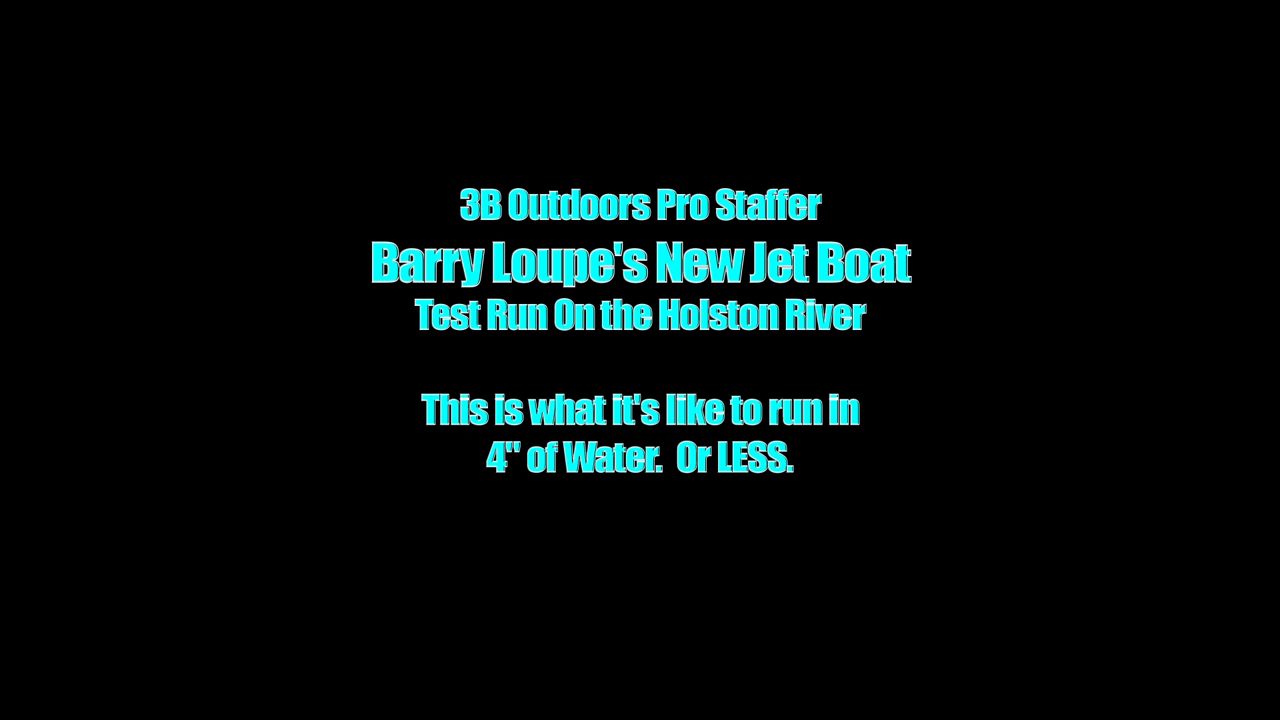 3B Outdoors Pro Staffer
Barry Loupe's New Jet Boat
Test Run On the Holston River
This is what it's like to run in
4" of Water.  Or LESS.